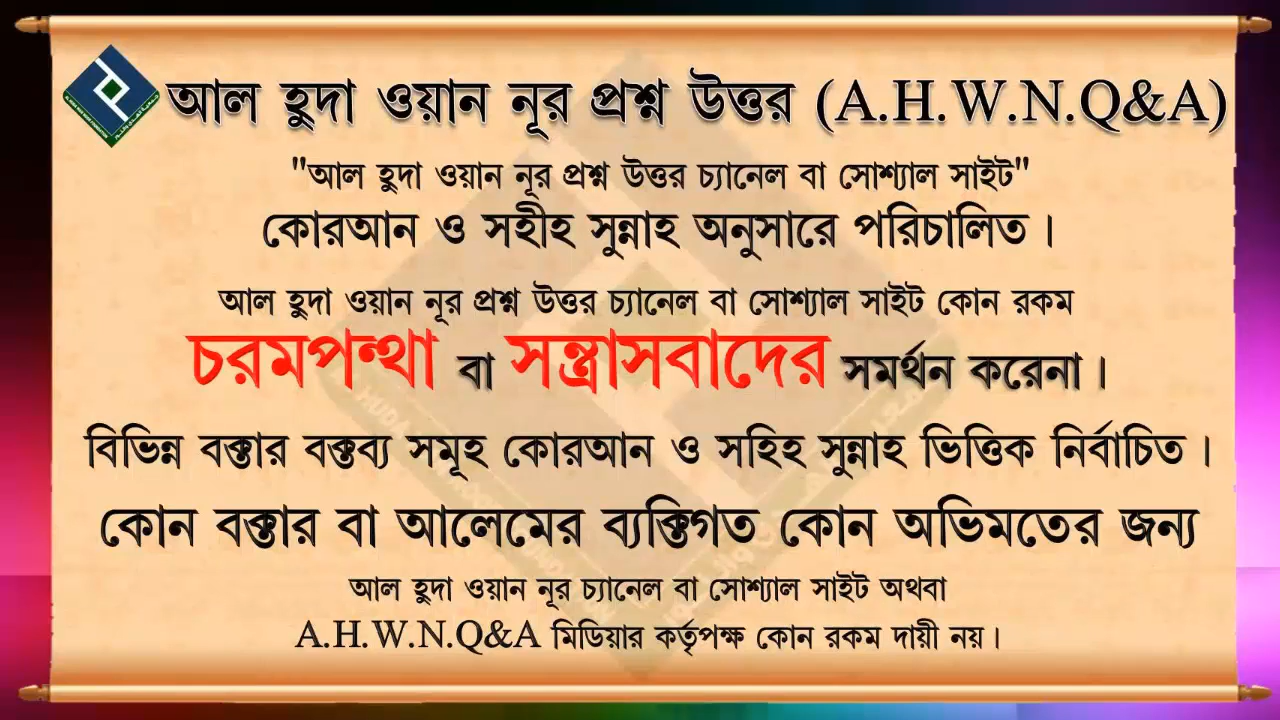 আল হুদা ওয়ান নূর প্রশ্ন উত্তর (A.H.W.N.Q&A)
"আল হুদা ওয়ান নূর প্রশ্ন উত্তর চ্যানেল বা সোশ্যাল সাইট"
কোরআন ও সহীহ সুন্নাহ অনুসারে পরিচালিত।
আল হুদা ওয়ান নূর প্রশ্ন উত্তর চ্যানেল বা সোশ্যাল সাইট কোন রকম
চরমপন্থা বা সন্ত্রাসবাদের সমর্থন করেনা।
বিভিন্ন বক্তার বক্তব্য সমূহ কোরআন ও সহিহ সুন্নাহ ভিত্তিক নির্বাচিত।
কোন বক্তার বা আলেমের ব্যক্তিগত কোন অভিমতের জন্য
আল হুদা ওয়ান নূর চ্যানেল বা সোশ্যাল সাইট অথবা
A.H.W.N.Q&A মিডিয়ার কর্তৃপক্ষ কোন রকম দায়ী নয়।